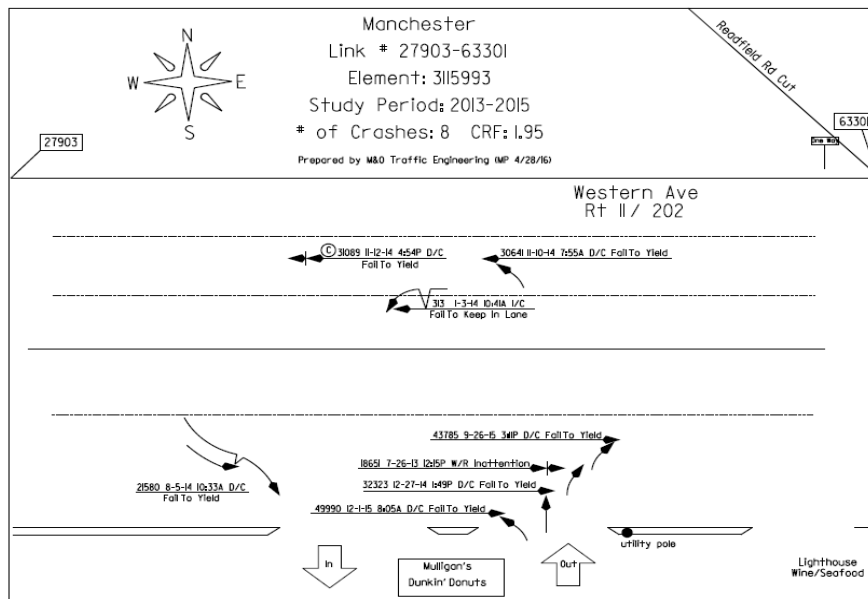 Manchester
Link # 27903-63301
Element: 3115993
Study Period: 2013-2015
# of Crashes: 8 CRF: 1.95
Prepared by M&O Traffic Engineering (MP 4/28/16)
N
W E
S
Readfield Rd Cut
27903
63301
One Way
Western Ave
Rt 11/ 202
C 31089 11-12-14 4:54P D/C
Fail To Yield
30641 11-10-14 7:55A D/C Fail To Yield
313 1-3-14 10:41A I/C
Fail To Keep In Lane
43785 9-26-15 3:11P D/C Fail To Yield
18651 7-26-13 12:15P W/R Inattention
21580 8-5-14 10:33A D/C
Fail To Yield
32323 12-27-14 1:49P D/C Fail To Yield
49990 12-1-15 8:05A D/C Fail To Yield
utility pole
In
Mulligan's
Dunkin' Donuts
Out
Lighthouse
Wine/Seafood